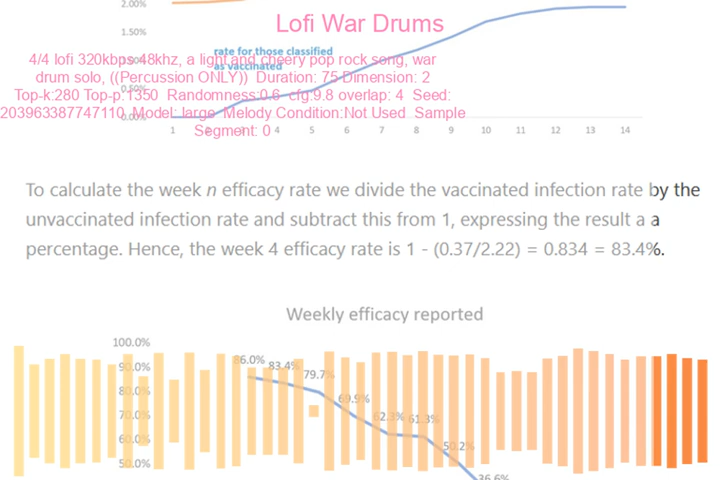 2.00%
Lofi War Drums
1.50%
rate for those classified
as vaccinated
4/4 lofi 320kbps 48khz, a light and cheery pop rock song, war
drum solo, ((Percussion ONLY)) Duration: 75 Dimension: 2
Top-k:280 Top-p:1350 Randomness:0.6 cfg:9.8 overlap: 4 Seed:
203963387747110 Model: large Melody Condition:Not Used Sample
Segment: 0
0.50%
0.00%
1 2 3 4 5 6 7 8 9 10 11 12 13 14
To calculate the week n efficacy rate we divide the vaccinated infection rate by the
unvaccinated infection rate and subtract this from 1, expressing the result a a
percentage. Hence, the week 4 efficacy rate is 1 - (0.37/2.22) = 0.834 = 83.4%.
Weekly efficacy reported
100.0%
90.0%
80.0%
70.0%
60.0%
50.0%
86.0%
83.4%
79.7%
69.9%
62.3%
61.3%
50.2%
36.6%